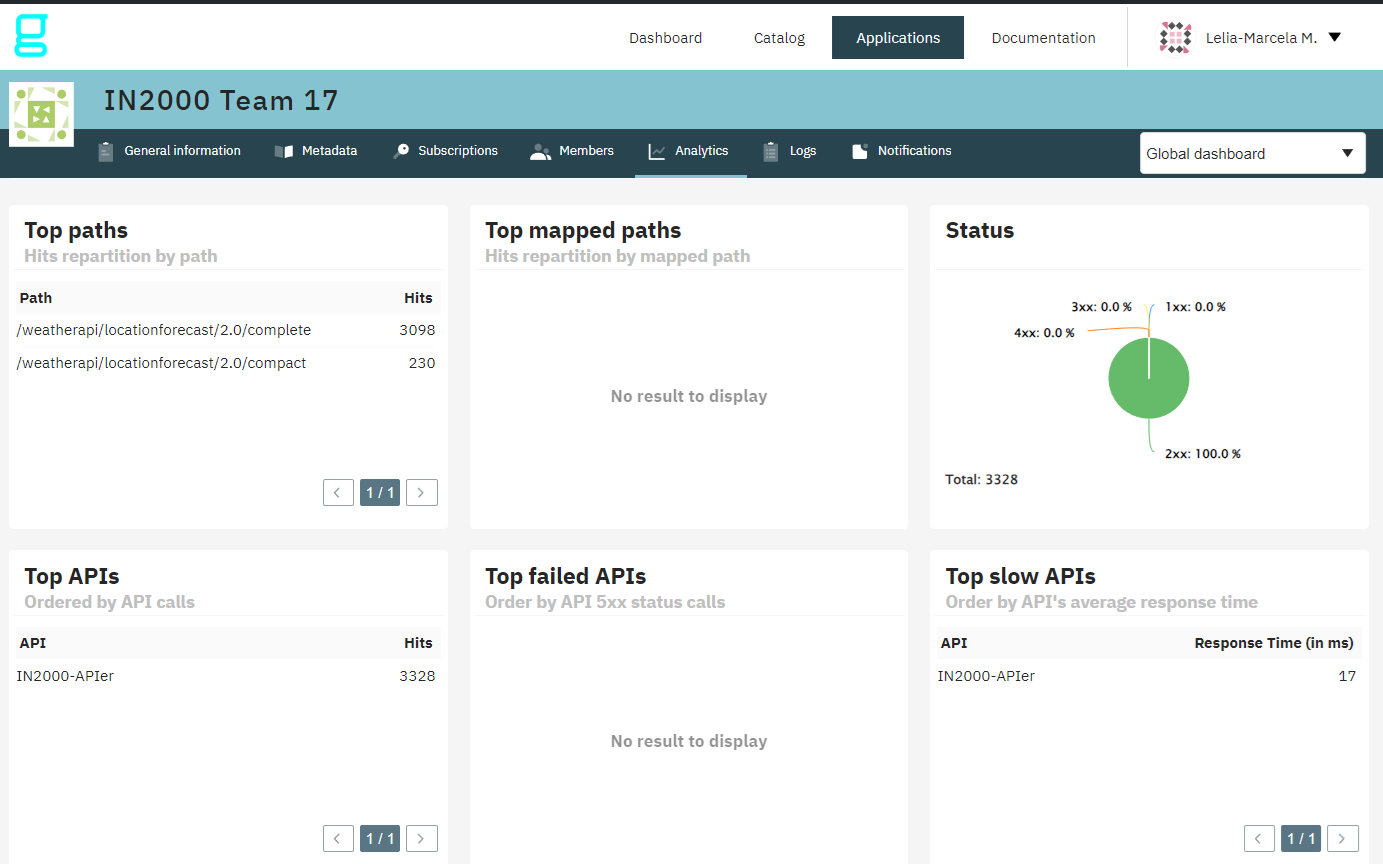 g
Dashboard Catalog Applications Documentation Lelia-Marcela M.
IN2000 Team 17
General information Metadata Subscriptions Members Analytics Logs Notifications Global dashboard
Top paths
Hits repartition by path
Path Hits
/weatherapi/locationforecast/2.0/complete 3098
/weatherapi/locationforecast/2.0/compact 230
1 / 1
Top mapped paths
Hits repartition by mapped path
No result to display
Status
3xx: 0.0 % 1xx: 0.0 %
4xx: 0.0 %
2xx: 100.0 %
Total: 3328
Top APIs
Ordered by API calls
API Hits
IN2000-APIer 3328
1 / 1
Top failed APIs
Order by API 5xx status calls
No result to display
Top slow APIs
Order by API's average response time
API Response Time (in ms)
IN2000-APIer 17
1 / 1